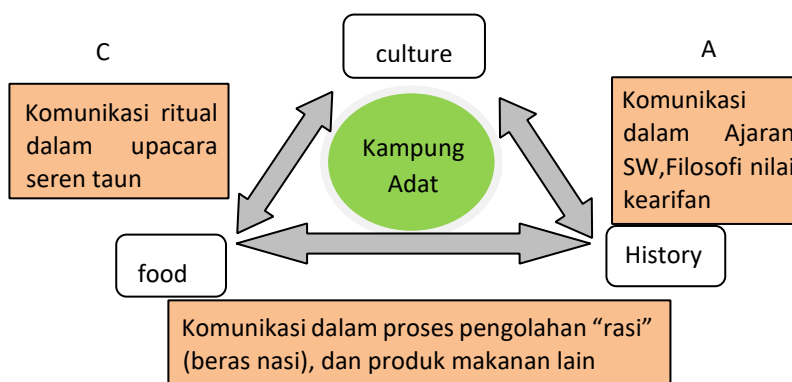 C
culture
A
Komunikasi ritual
dalam upacara
seren taun
Kampung
Adat
Komunikasi
dalam Ajaran
SW,Filosofi nilai
kearifan
food
History
Komunikasi dalam proses pengolahan “rasi”
(beras nasi), dan produk makanan lain